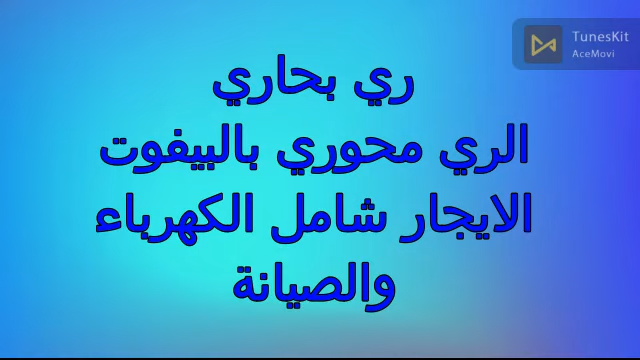 TunesKit
AceMovi
ري بحاري
الري محوري بالبيفوت
الايجار شامل الكهرباء
والصيانة